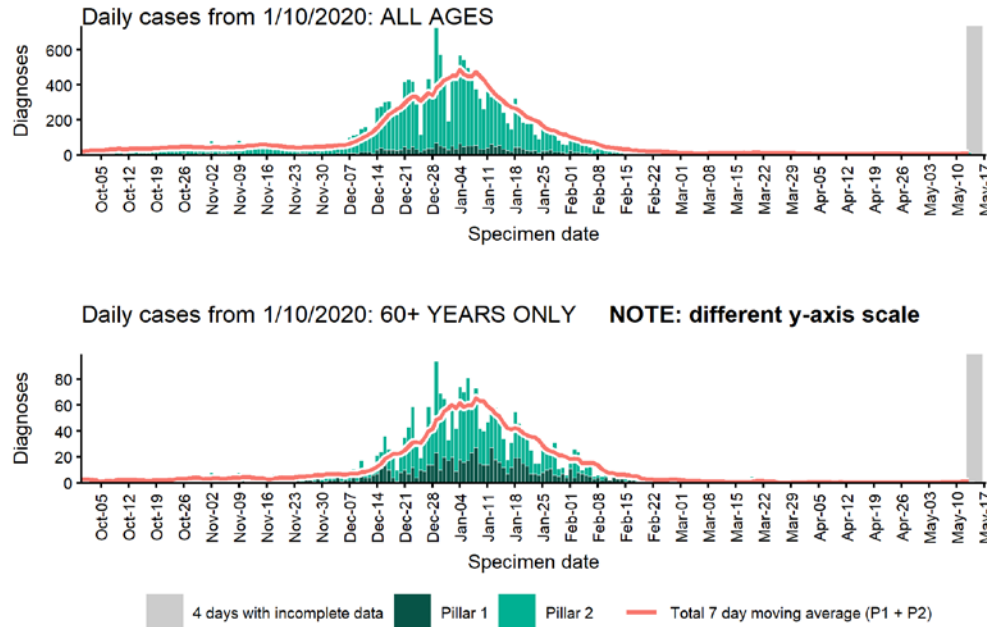 Daily cases from 1/10/2020: ALL AGES
Diagnoses
600
400
200
0
Oct-05
Oct-12
Oct-19
Oct-26
Nov-02
Nov-09
Nov-16
Nov-23
Nov-30
Dec-07
Dec-14
Dec-21
Dec-28
Jan-04
Jan-11
Jan-18
Jan-25
Feb-01
Feb-08
Feb-15
Feb-22
Mar-01
Mar-08
Mar-15
Mar-22
Mar-29
Apr-05
Apr-12
Apr-19
Apr-26
May-03
May-10
May-17
Specimen date
Daily cases from 1/10/2020: 60+ YEARS ONLY NOTE: different y-axis scale
Diagnoses
80
60
40
20
0
Oct-05
Oct-12
Oct-19
Oct-26
Nov-02
Nov-09
Nov-16
Nov-23
Nov-30
Dec-07
Dec-14
Dec-21
Dec-28
Jan-04
Jan-11
Jan-18
Jan-25
Feb-01
Feb-08
Feb-15
Feb-22
Mar-01
Mar-08
Mar-15
Mar-22
Mar-29
Apr-05
Apr-12
Apr-19
Apr-26
May-03
May-10
May-17
Specimen date
4 days with incomplete data Pillar 1 Pillar 2 Total 7 day moving average (P1 + P2)